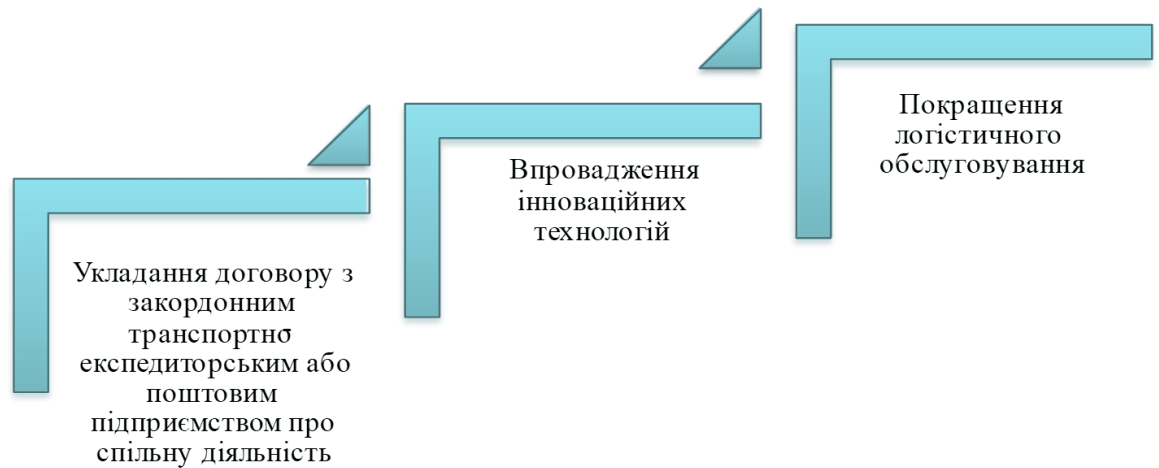 Укладання договору з
закордонним
транспортно-
експедиторським або
поштовим
підприємством про
спільну діяльність
Впровадження
інноваційних
технологій
Покращення
логістичного
обслуговування